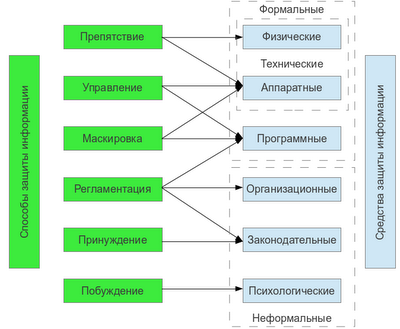 Формальные
Препятствие
Физические
Технические
Управление
Аппаратные
Способы защиты информации
Средства защиты информации
Маскировка
Программные
Регламентация
Организационные
Принуждение
Законодательные
Побуждение
Психологические
Неформальные